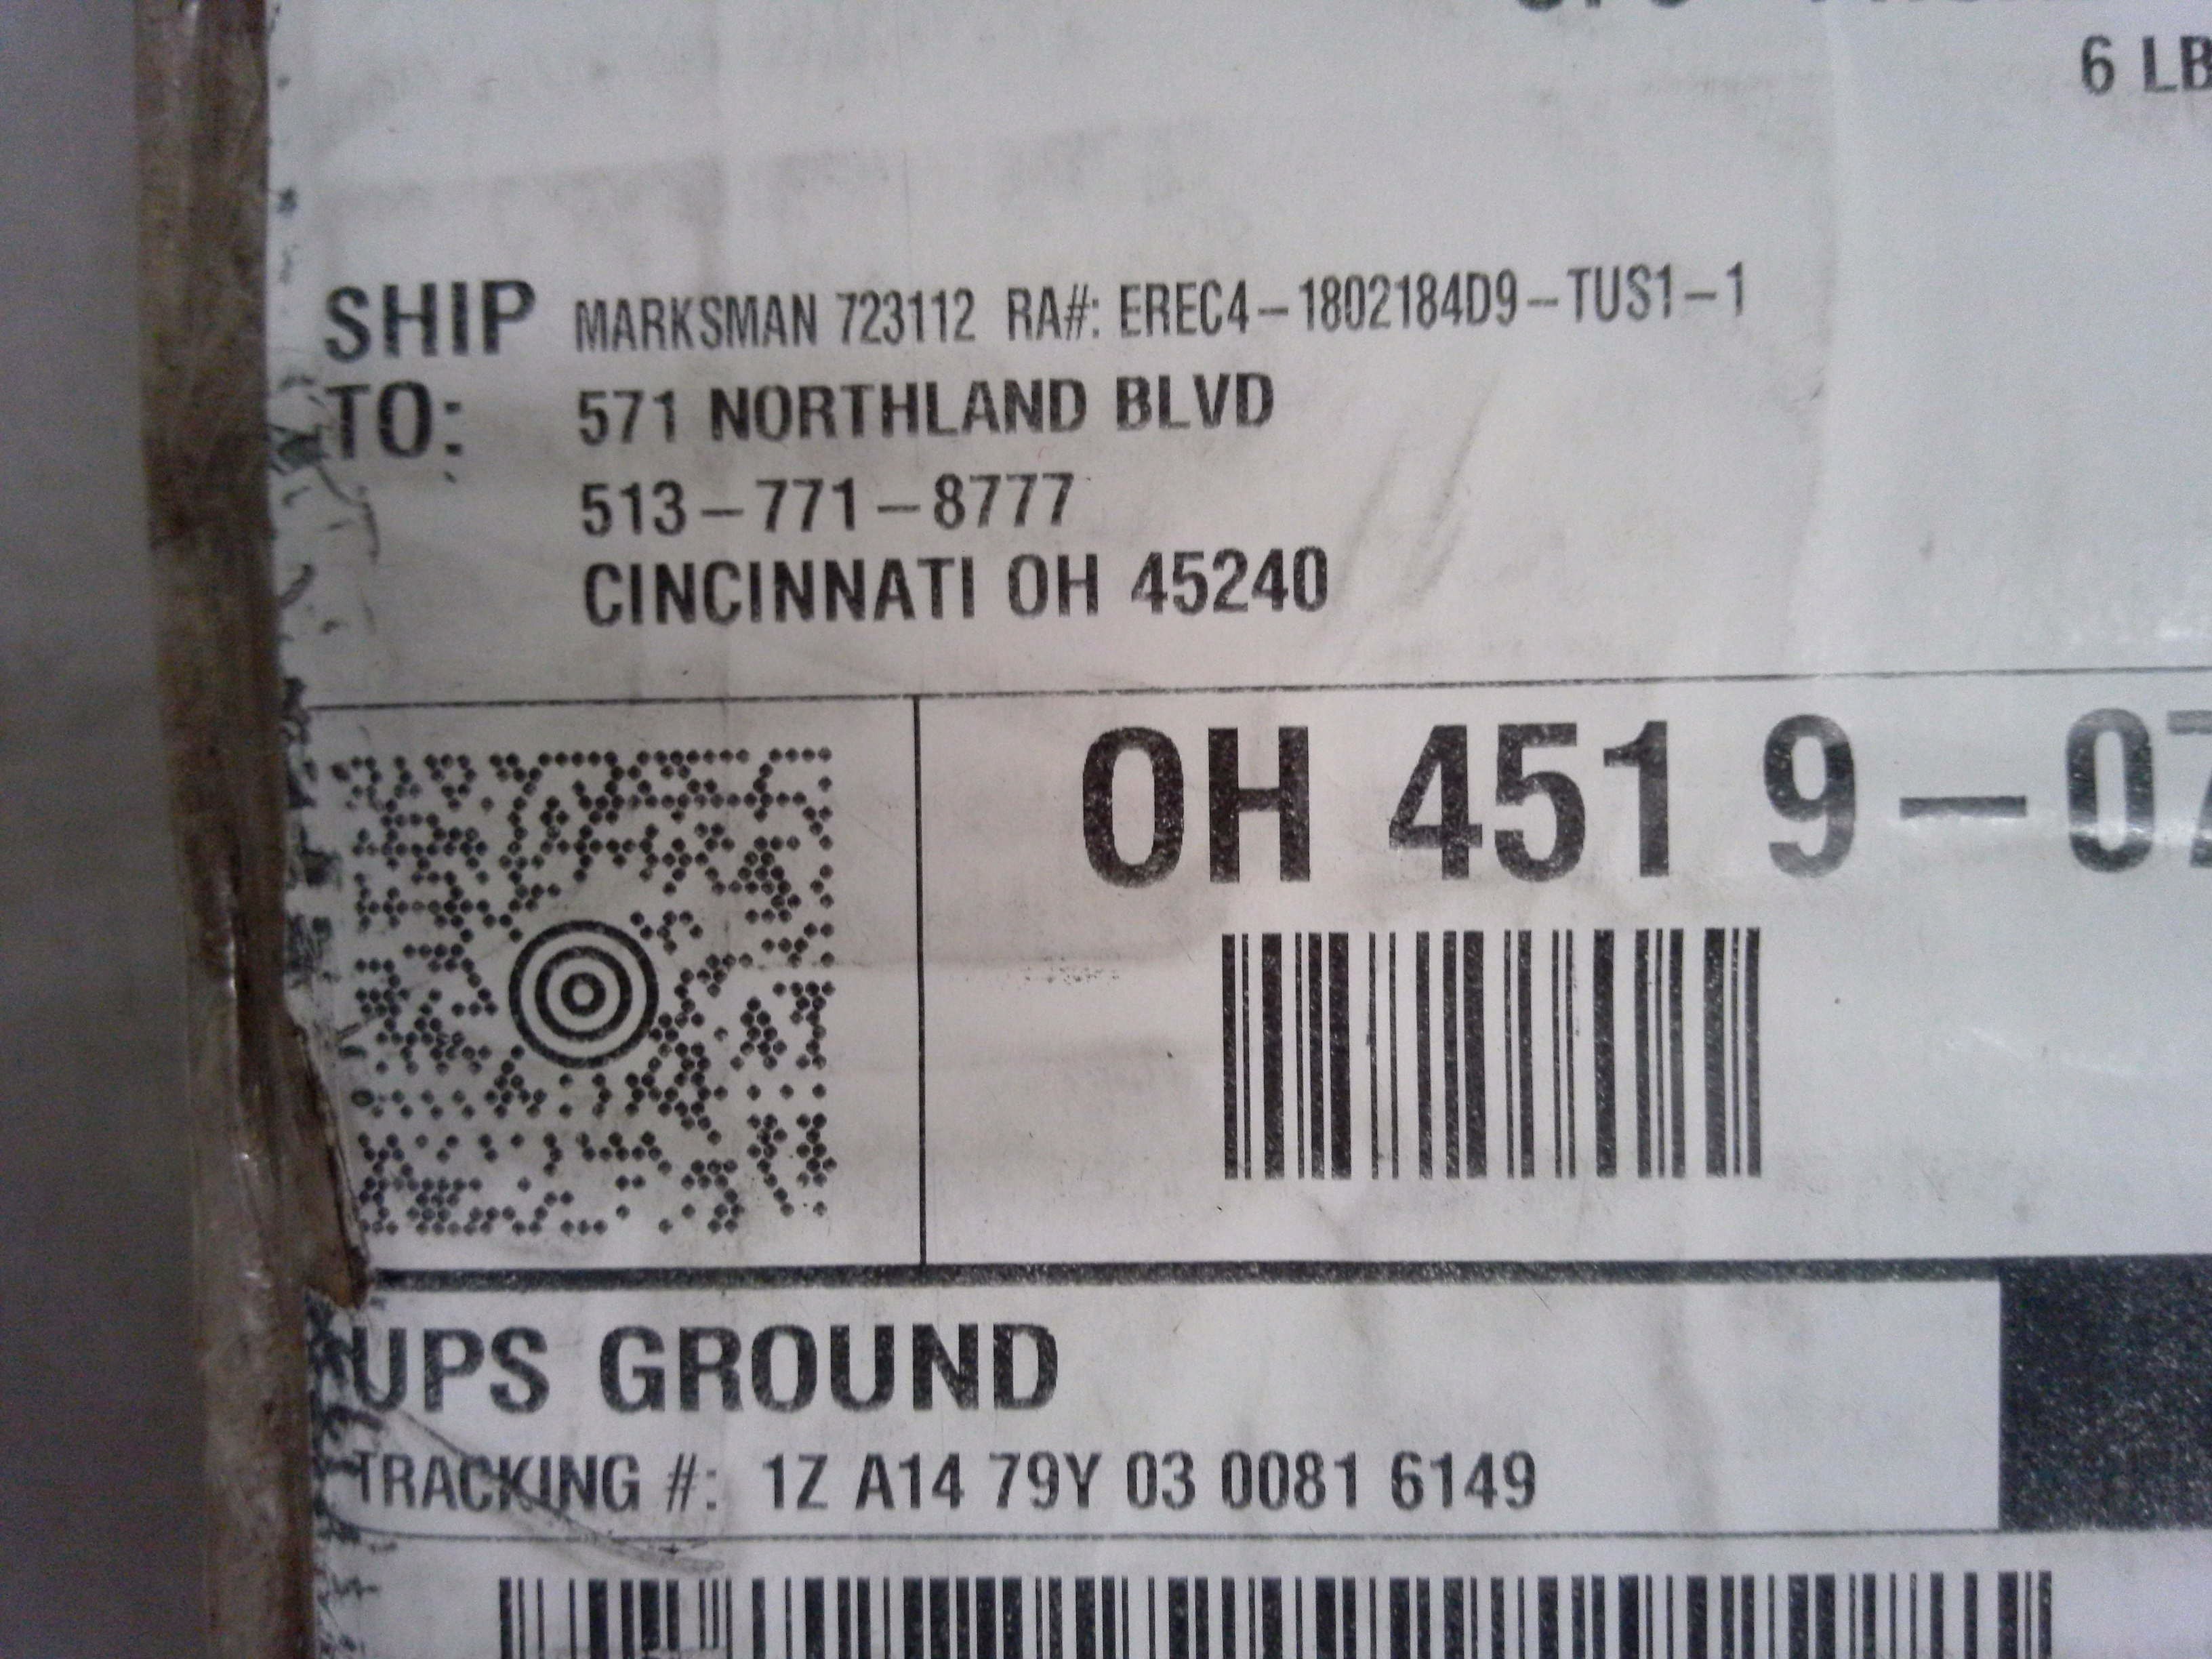 6 LB
SHIP TO: MARKSMAN 723112 RA#: EREC4-1802184D9-TUS1-1
571 NORTHLAND BLVD
513-771-8777
CINCINNATI OH 45240
OH 451 9-07
UPS GROUND
TRACKING #: 1Z A14 79Y 03 0081 6149